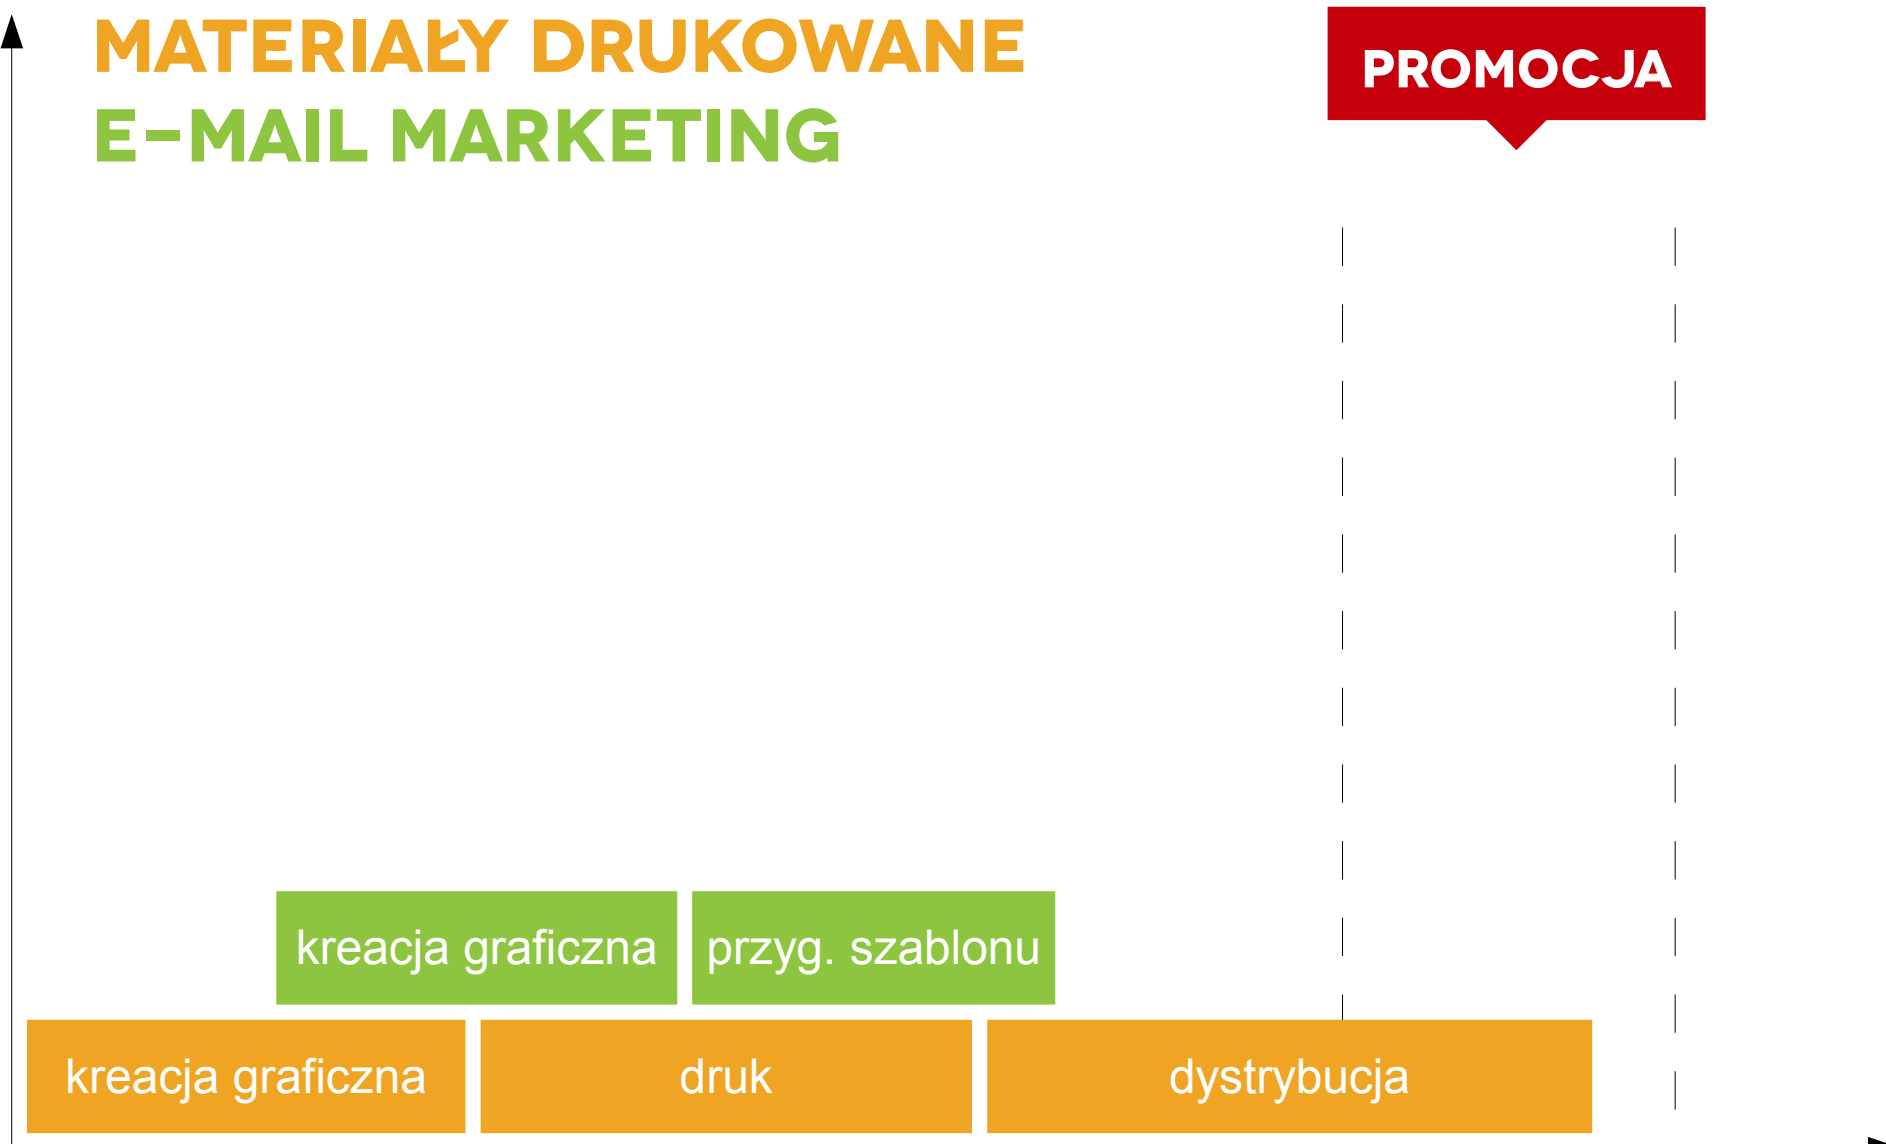 MATERIAŁY DRUKOWANE
E-MAIL MARKETING
PROMOCJA
kreacja graficzna
przyg. szablonu
kreacja graficzna
druk
dystrybucja